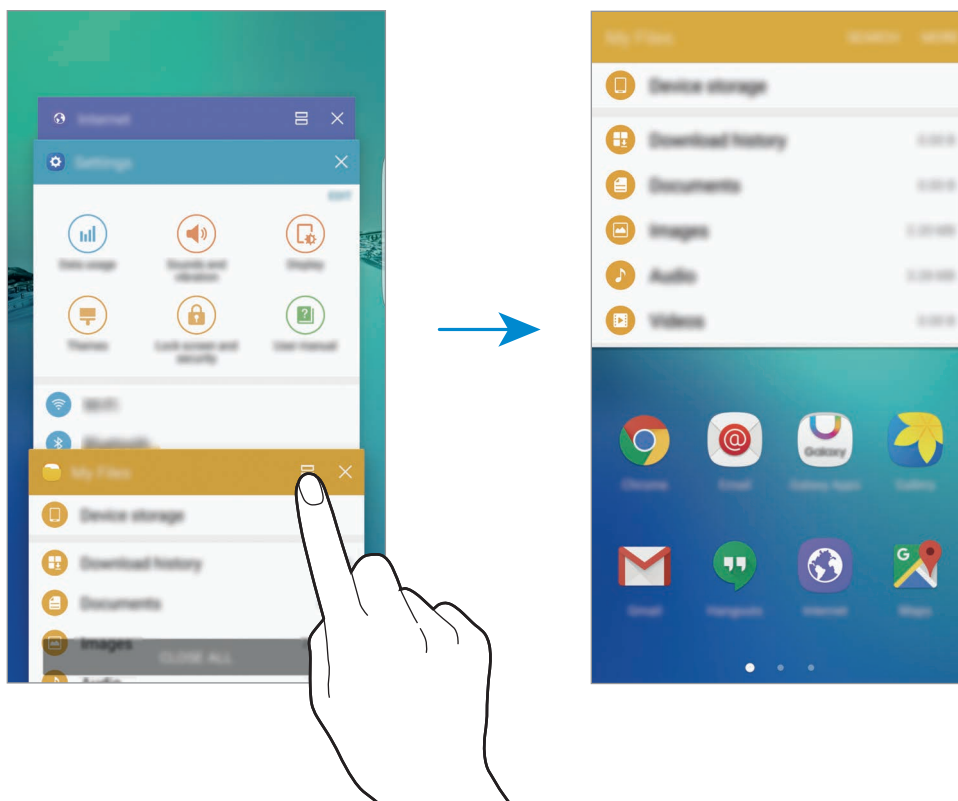 Internet
Settings
EDIT
Data usage
Sounds and
vibration
Display
Themes
Lock screen and
security
User manual
Wi-Fi
Bluetooth
My Files
Device storage
Download history
Documents
Images
CLOSE ALL
Audio
My Files SEARCH MORE
Device storage
Download history
Documents
Images
Audio
Videos
Galaxy
Chrome
Email
Galaxy Apps
Gallery
G
Gmail
Hangouts
Internet
Maps